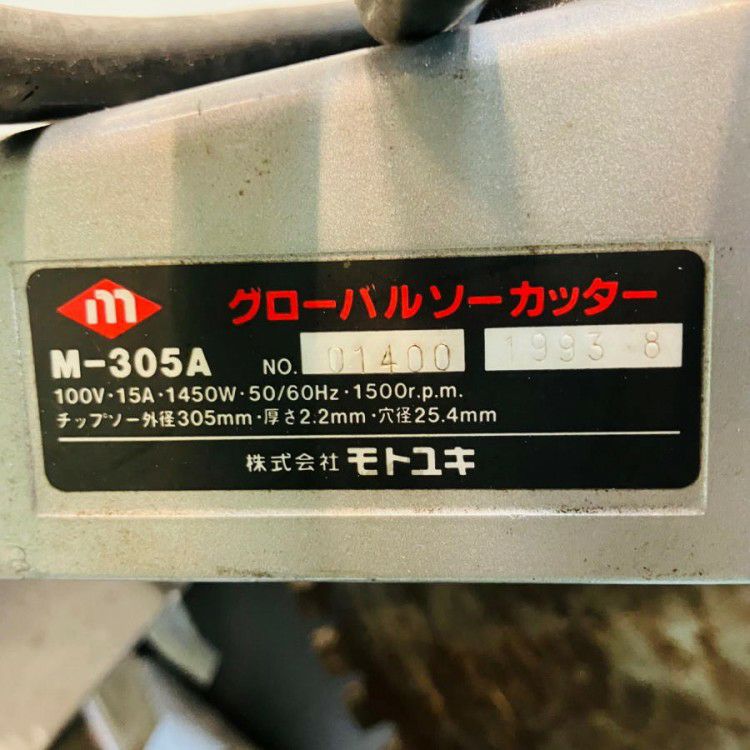 m
グローバルソーカッター
M-305A NO. 01400 1993 8
100V・15A・1450W・50/60Hz・1500r.p.m.
チップソー外径305mm・厚さ2.2mm・穴径25.4mm
株式会社 モトユキ